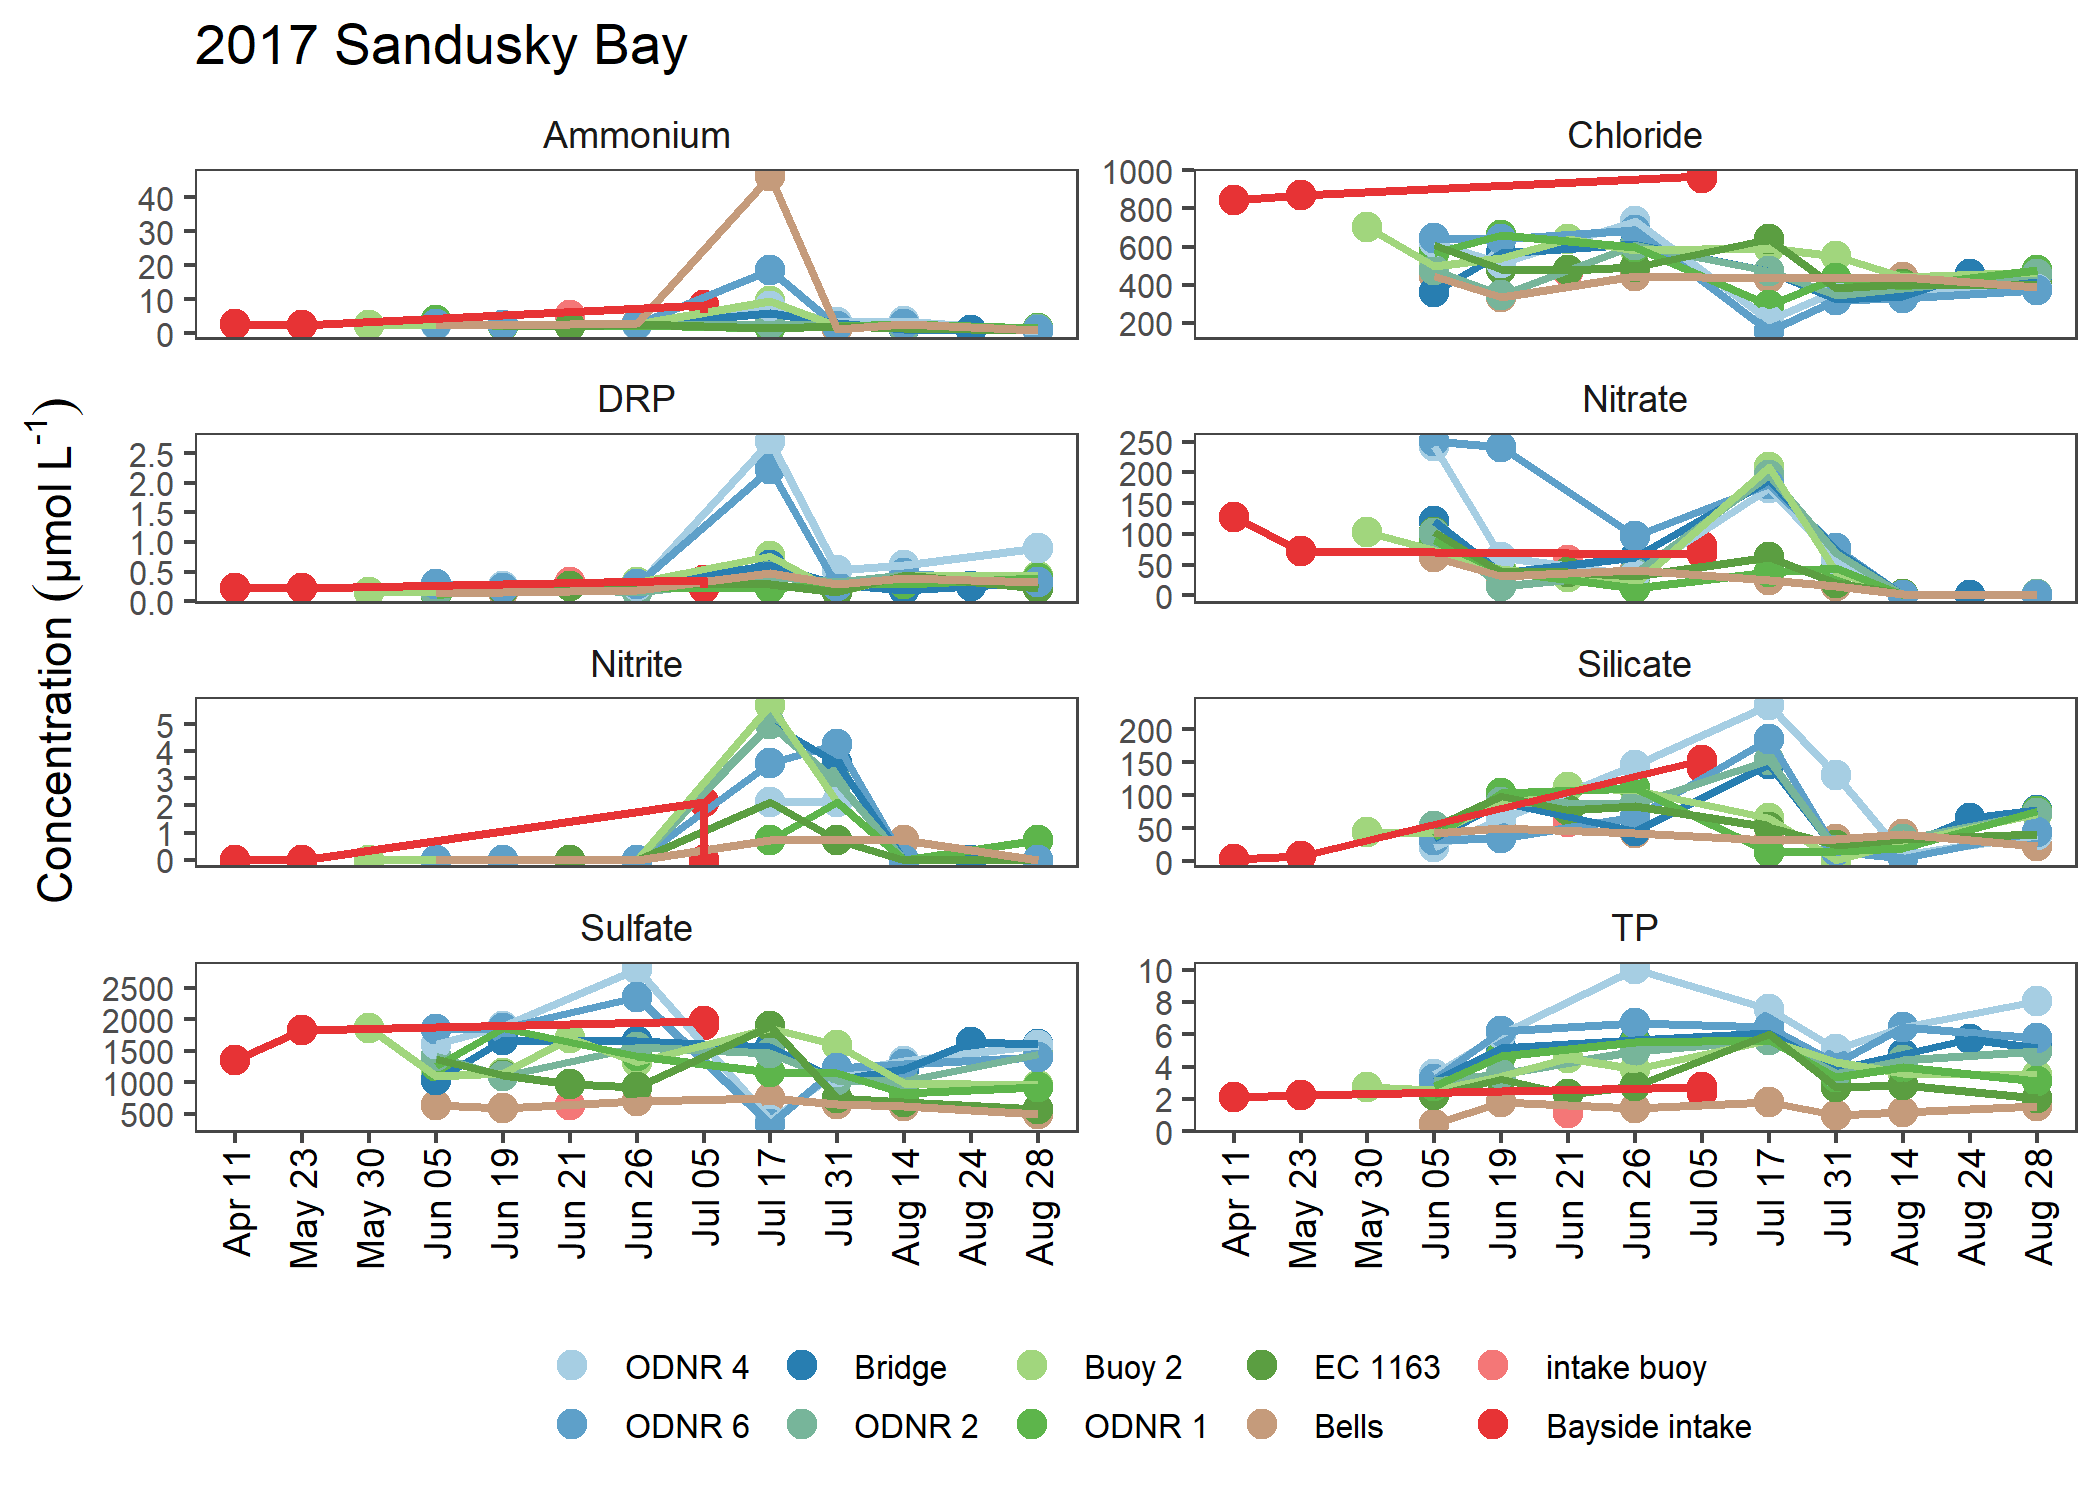 2017 Sandusky Bay
Ammonium
Chloride
40
30
20
10
0
1000
800
600
400
200
DRP
Nitrate
2.5
2.0
1.5
1.0
0.5
0.0
250
200
150
100
50
0
Concentration (µmol L⁻¹)
Nitrite
Silicate
5
4
3
2
1
0
200
150
100
50
0
Sulfate
TP
2500
2000
1500
1000
500
10
8
6
4
2
0
Apr 11
May 23
May 30
Jun 05
Jun 19
Jun 21
Jun 26
Jul 05
Jul 17
Jul 31
Aug 14
Aug 24
Aug 28
Apr 11
May 23
May 30
Jun 05
Jun 19
Jun 21
Jun 26
Jul 05
Jul 17
Jul 31
Aug 14
Aug 24
Aug 28
ODNR 4 Bridge Buoy 2 EC 1163 intake buoy
ODNR 6 ODNR 2 ODNR 1 Bells Bayside intake